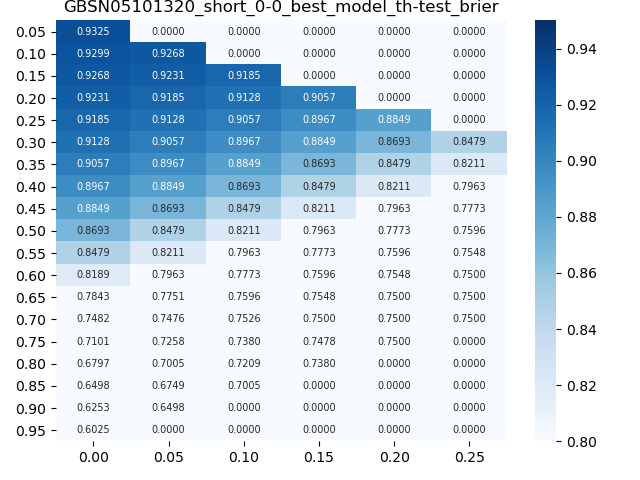 GBSN05101320_short_0-0_best_model_th-test_brier
0.05 0.9325 0.0000 0.0000 0.0000 0.0000 0.0000
0.10 0.9299 0.9268 0.0000 0.0000 0.0000 0.0000
0.15 0.9268 0.9231 0.9185 0.0000 0.0000 0.0000
0.20 0.9231 0.9185 0.9128 0.9057 0.0000 0.0000
0.25 0.9185 0.9128 0.9057 0.8967 0.8849 0.0000
0.30 0.9128 0.9057 0.8967 0.8849 0.8693 0.8479
0.35 0.9057 0.8967 0.8849 0.8693 0.8479 0.8211
0.40 0.8967 0.8849 0.8693 0.8479 0.8211 0.7963
0.45 0.8849 0.8693 0.8479 0.8211 0.7963 0.7773
0.50 0.8693 0.8479 0.8211 0.7963 0.7773 0.7596
0.55 0.8479 0.8211 0.7963 0.7773 0.7596 0.7548
0.60 0.8189 0.7963 0.7773 0.7596 0.7548 0.7500
0.65 0.7843 0.7751 0.7596 0.7548 0.7500 0.7500
0.70 0.7482 0.7476 0.7526 0.7500 0.7500 0.7500
0.75 0.7101 0.7258 0.7380 0.7478 0.7500 0.0000
0.80 0.6797 0.7005 0.7209 0.7380 0.0000 0.0000
0.85 0.6498 0.6749 0.7005 0.0000 0.0000 0.0000
0.90 0.6253 0.6498 0.0000 0.0000 0.0000 0.0000
0.95 0.6025 0.0000 0.0000 0.0000 0.0000 0.0000
0.00 0.05 0.10 0.15 0.20 0.25
0.94
0.92
0.90
0.88
0.86
0.84
0.82
0.80